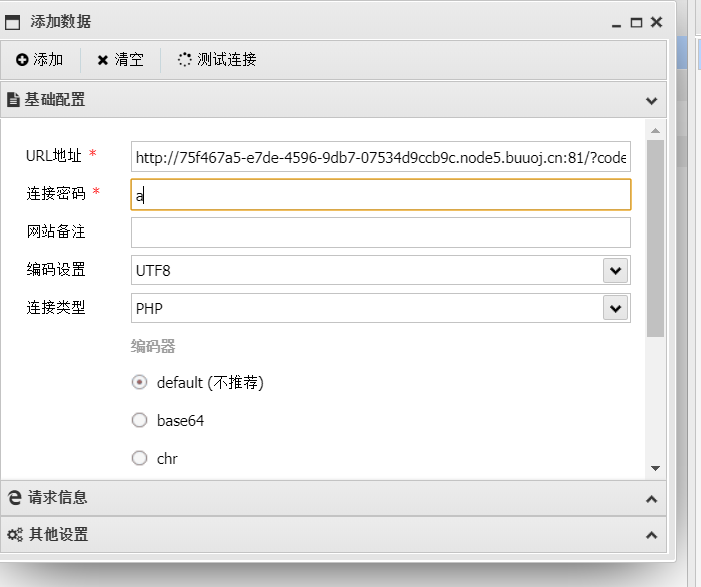 添加数据
添加 清空 测试连接
基础配置
URL地址 * http://75f467a5-e7de-4596-9db7-07534d9ccb9c.node5.buuoj.cn:81/?code
连接密码 * a
网站备注
编码设置 UTF8
连接类型 PHP
编码器
default (不推荐)
base64
chr
请求信息
其他设置